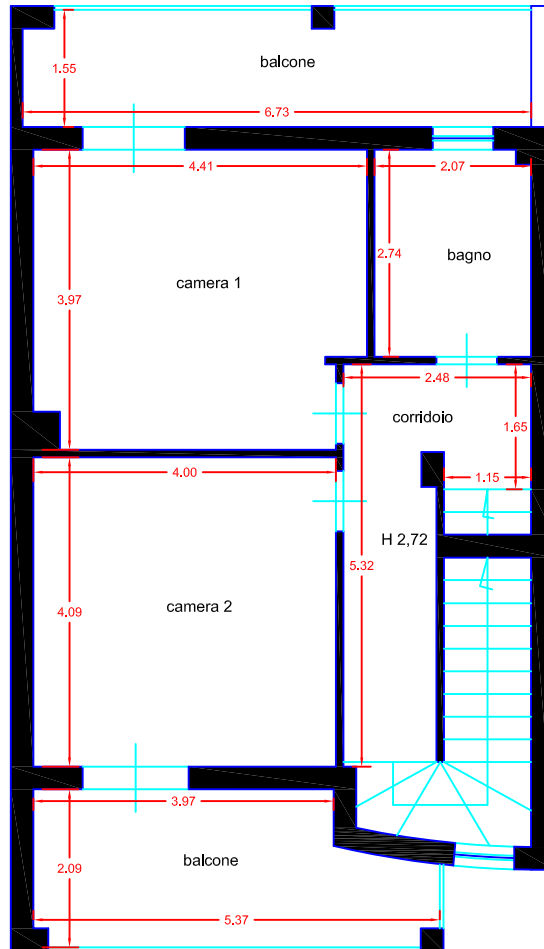 balcone
1.55
6.73
4.41
2.07
2.74
bagno
camera 1
3.97
2.48
corridoio
1.65
4.00
1.15
H 2,72
5.32
camera 2
4.09
3.97
balcone
2.09
5.37